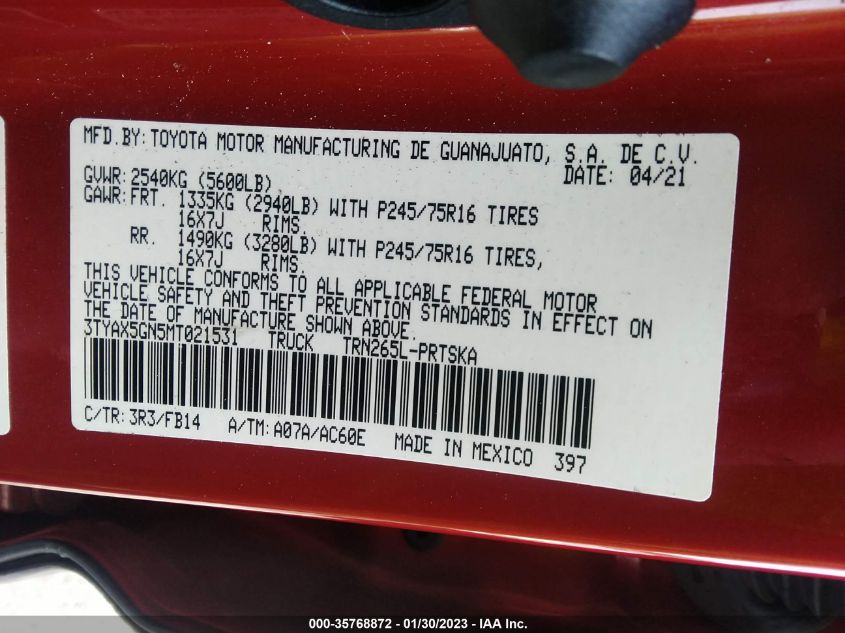 MFD.BY: TOYOTA MOTOR MANUFACTURING DE GUANAJUATO, S.A. DE C.V.
GVWR: 2540KG (5600LB) DATE: 04/21
GAWR: FRT. 1335KG (2940LB) WITH P245/75R16 TIRES
16X7J RIMS.
RR. 1490KG (3280LB) WITH P245/75R16 TIRES,
16X7J RIMS.
THIS VEHICLE CONFORMS TO ALL APPLICABLE FEDERAL MOTOR
VEHICLE SAFETY AND THEFT PREVENTION STANDARDS IN EFFECT ON
THE DATE OF MANUFACTURE SHOWN ABOVE.
3TYAX5GN5MT021531 TRUCK TRN265L-PRTSKA
C/TR: 3R3/FB14 A/TM: A07A/AC60E MADE IN MEXICO 397
000-35768872 - 01/30/2023 - IAA Inc.